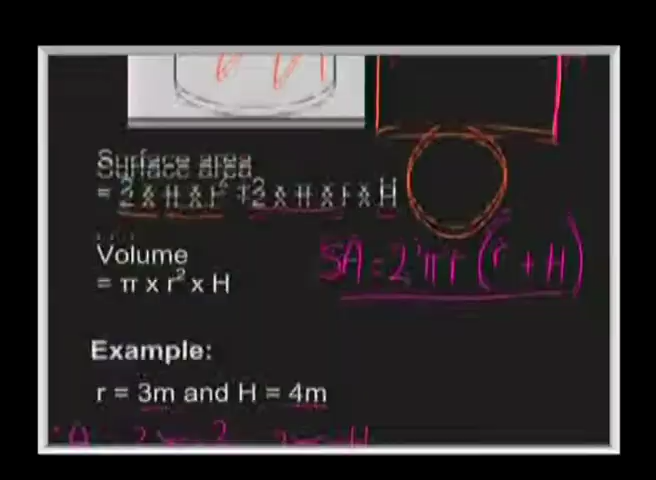 Surface area
= 2 x π x r² + 2 x π x r x H
SA = 2πr (r + H)
Volume
= π x r² x H
Example:
r = 3m and H = 4m